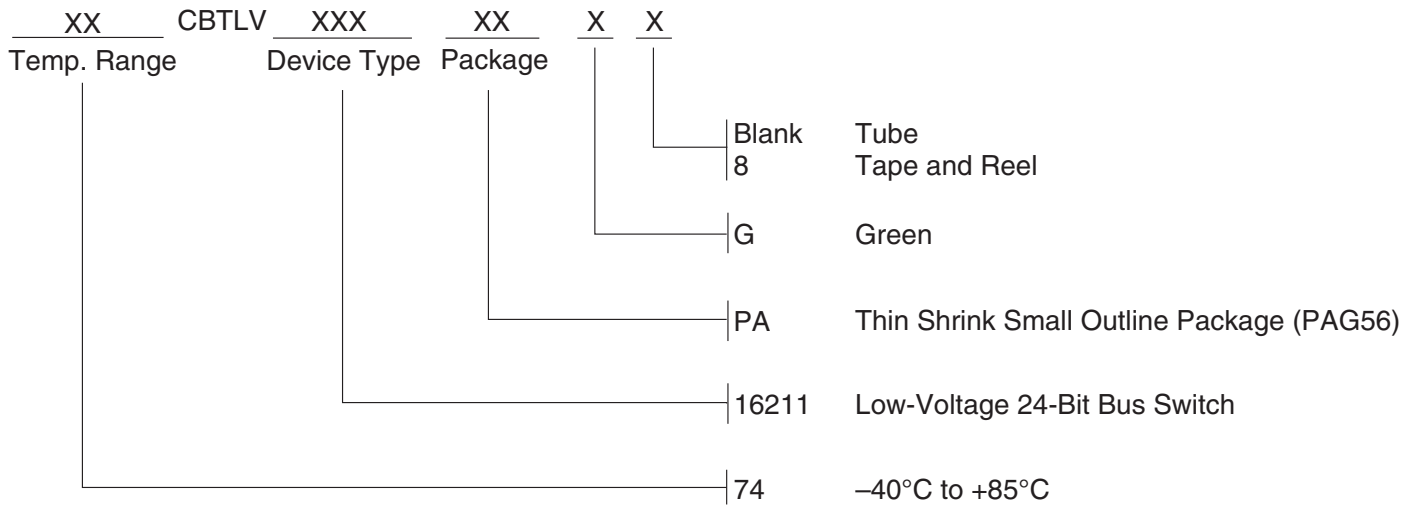 XX CBTLV XXX XX X X
Temp. Range Device Type Package
Blank Tube
8 Tape and Reel
G Green
PA Thin Shrink Small Outline Package (PAG56)
16211 Low-Voltage 24-Bit Bus Switch
74 –40°C to +85°C